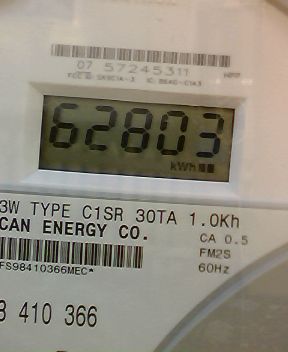 07 57245311
62803
kWh
3W TYPE C1SR 30TA 1.0Kh
CAN ENERGY CO.
CA 0.5
FM2S
60Hz
FS98410366MEC*
3 410 366